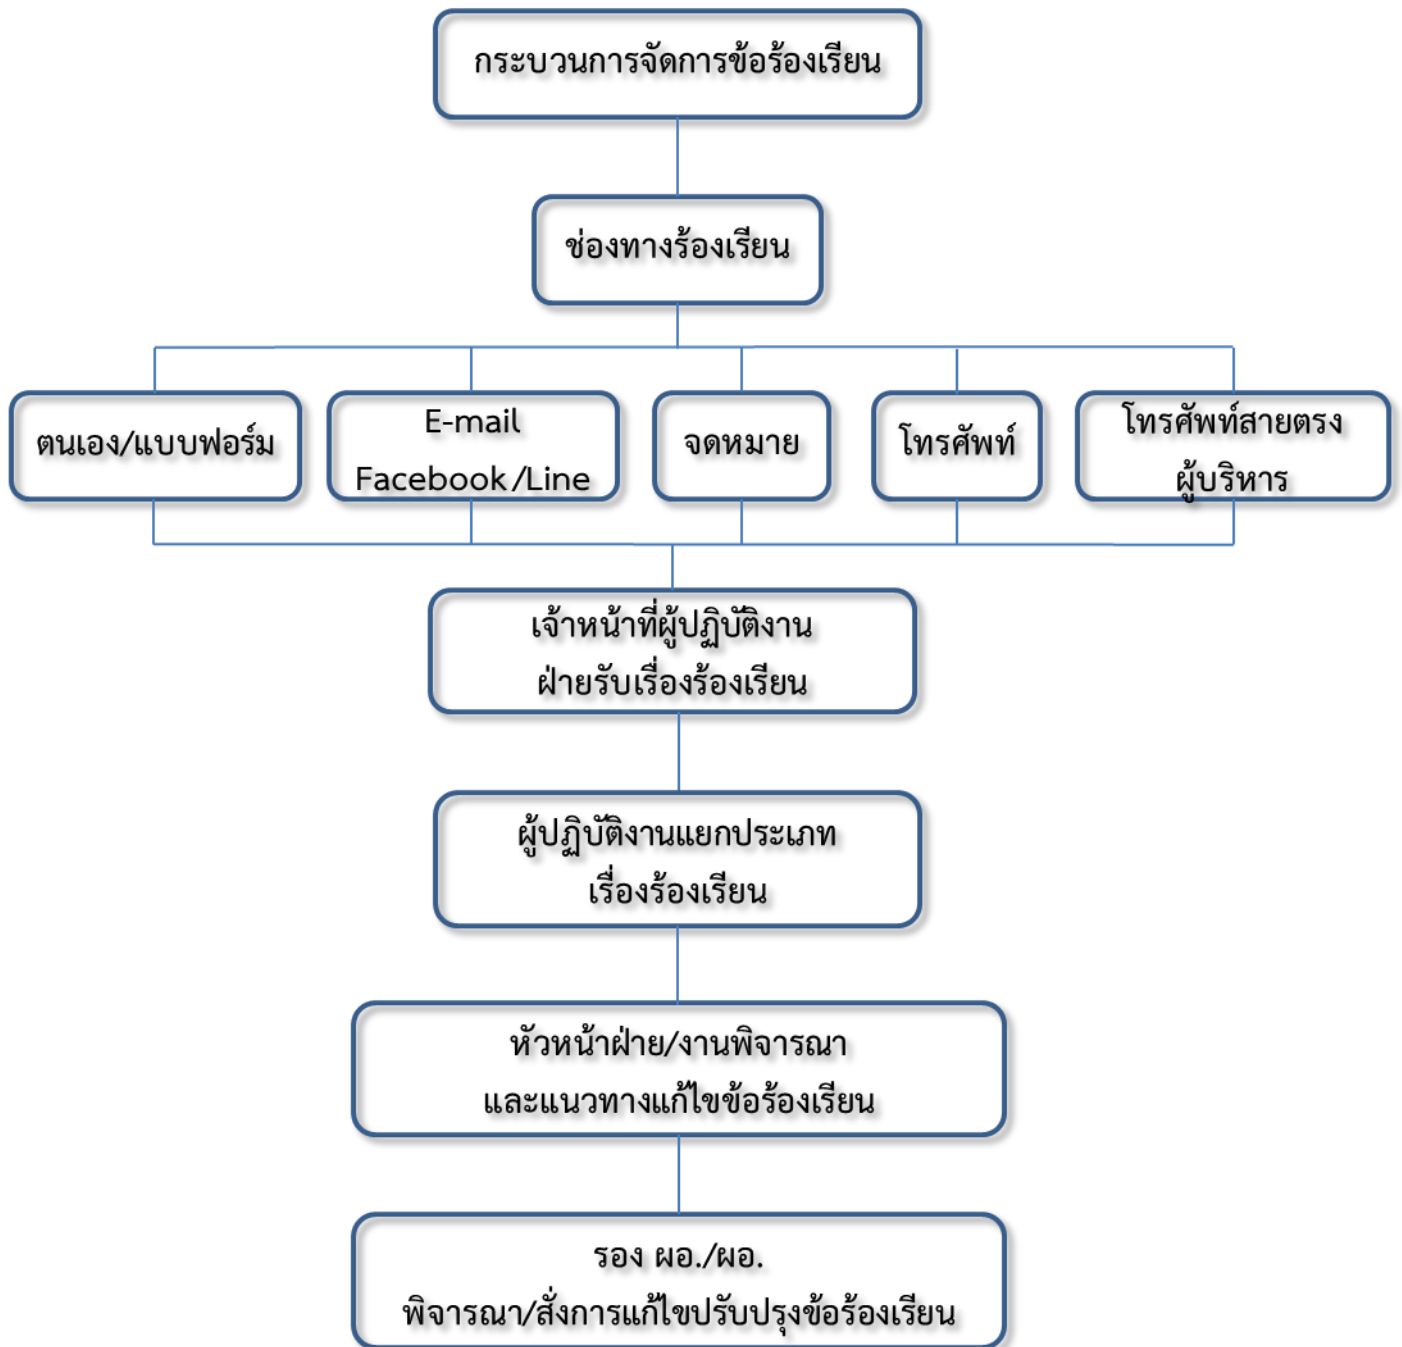 กระบวนการจัดการข้อร้องเรียน
ช่องทางร้องเรียน
ตนเอง/แบบฟอร์ม
E-mail
Facebook/Line
จดหมาย
โทรศัพท์
โทรศัพท์สายตรง
ผู้บริหาร
เจ้าหน้าที่ผู้ปฏิบัติงาน
ฝ่ายรับเรื่องร้องเรียน
ผู้ปฏิบัติงานแยกประเภท
เรื่องร้องเรียน
หัวหน้าฝ่าย/งานพิจารณา
และแนวทางแก้ไขข้อร้องเรียน
รอง ผอ./ผอ.
พิจารณา/สั่งการแก้ไขปรับปรุงข้อร้องเรียน